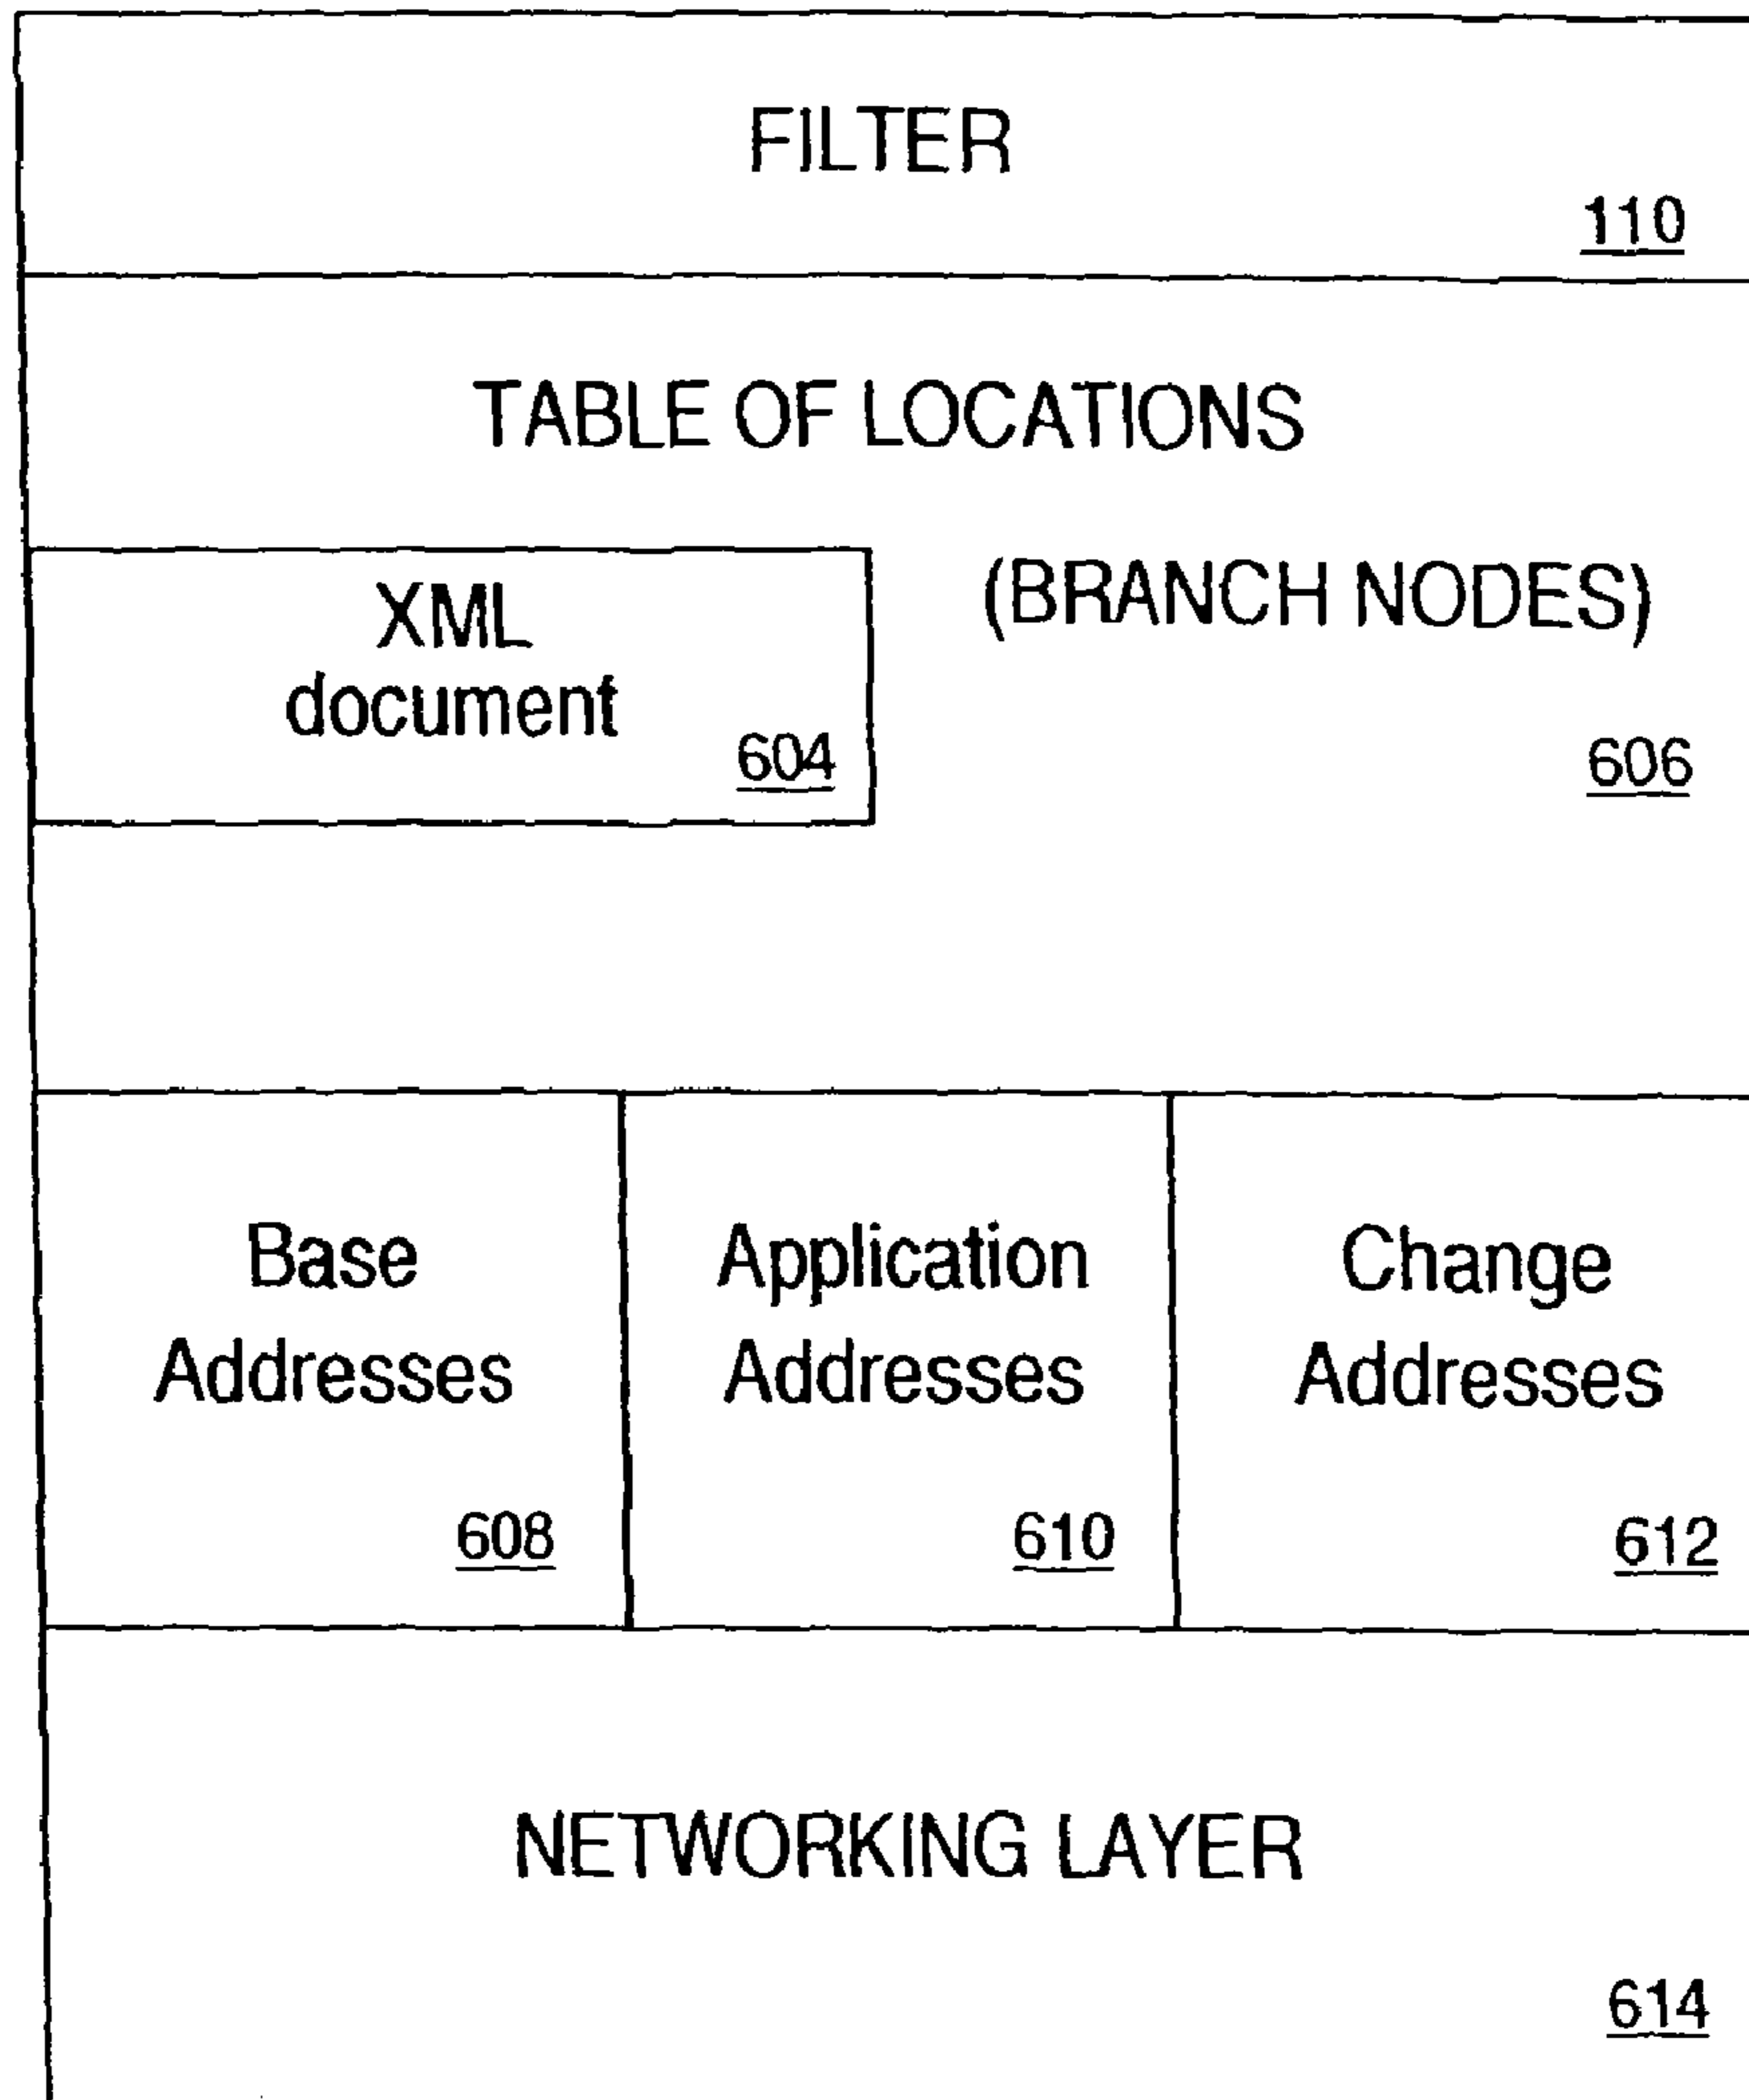 FILTER
110
TABLE OF LOCATIONS
(BRANCH NODES)
XML
document
604
606
Base
Addresses
608
Application
Addresses
610
Change
Addresses
612
NETWORKING LAYER
614